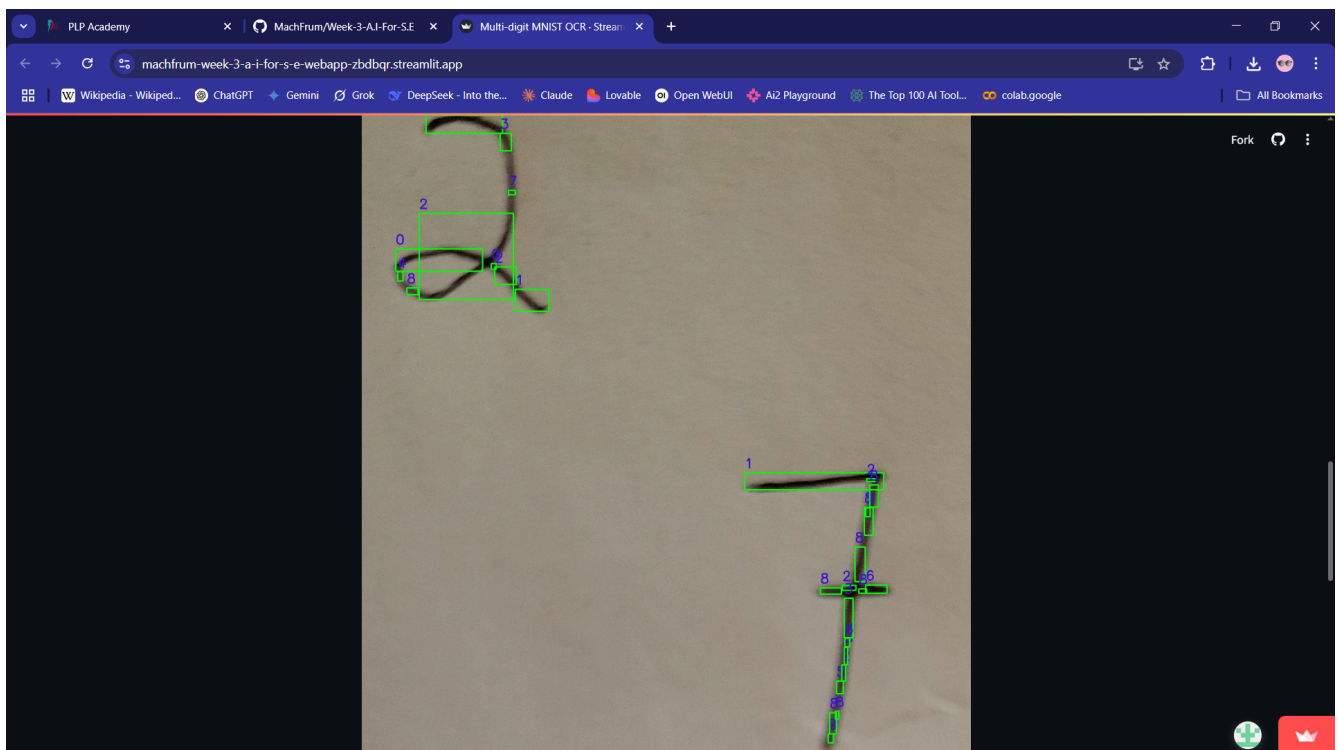 PLP Academy
MachFrum/Week-3-A.I-For-S.E
Multi-digit MNIST OCR · Stream
machfrum-week-3-a-i-for-s-e-webapp-zbdbqr.streamlit.app
Wikipedia - Wikiped...
ChatGPT
Gemini
Grok
DeepSeek - Into the...
Claude
Lovable
Open WebUI
Ai2 Playground
The Top 100 AI Tool...
colab.google
All Bookmarks
Fork
3
7
2
0
8
1
1
2
8
8
2
6
7